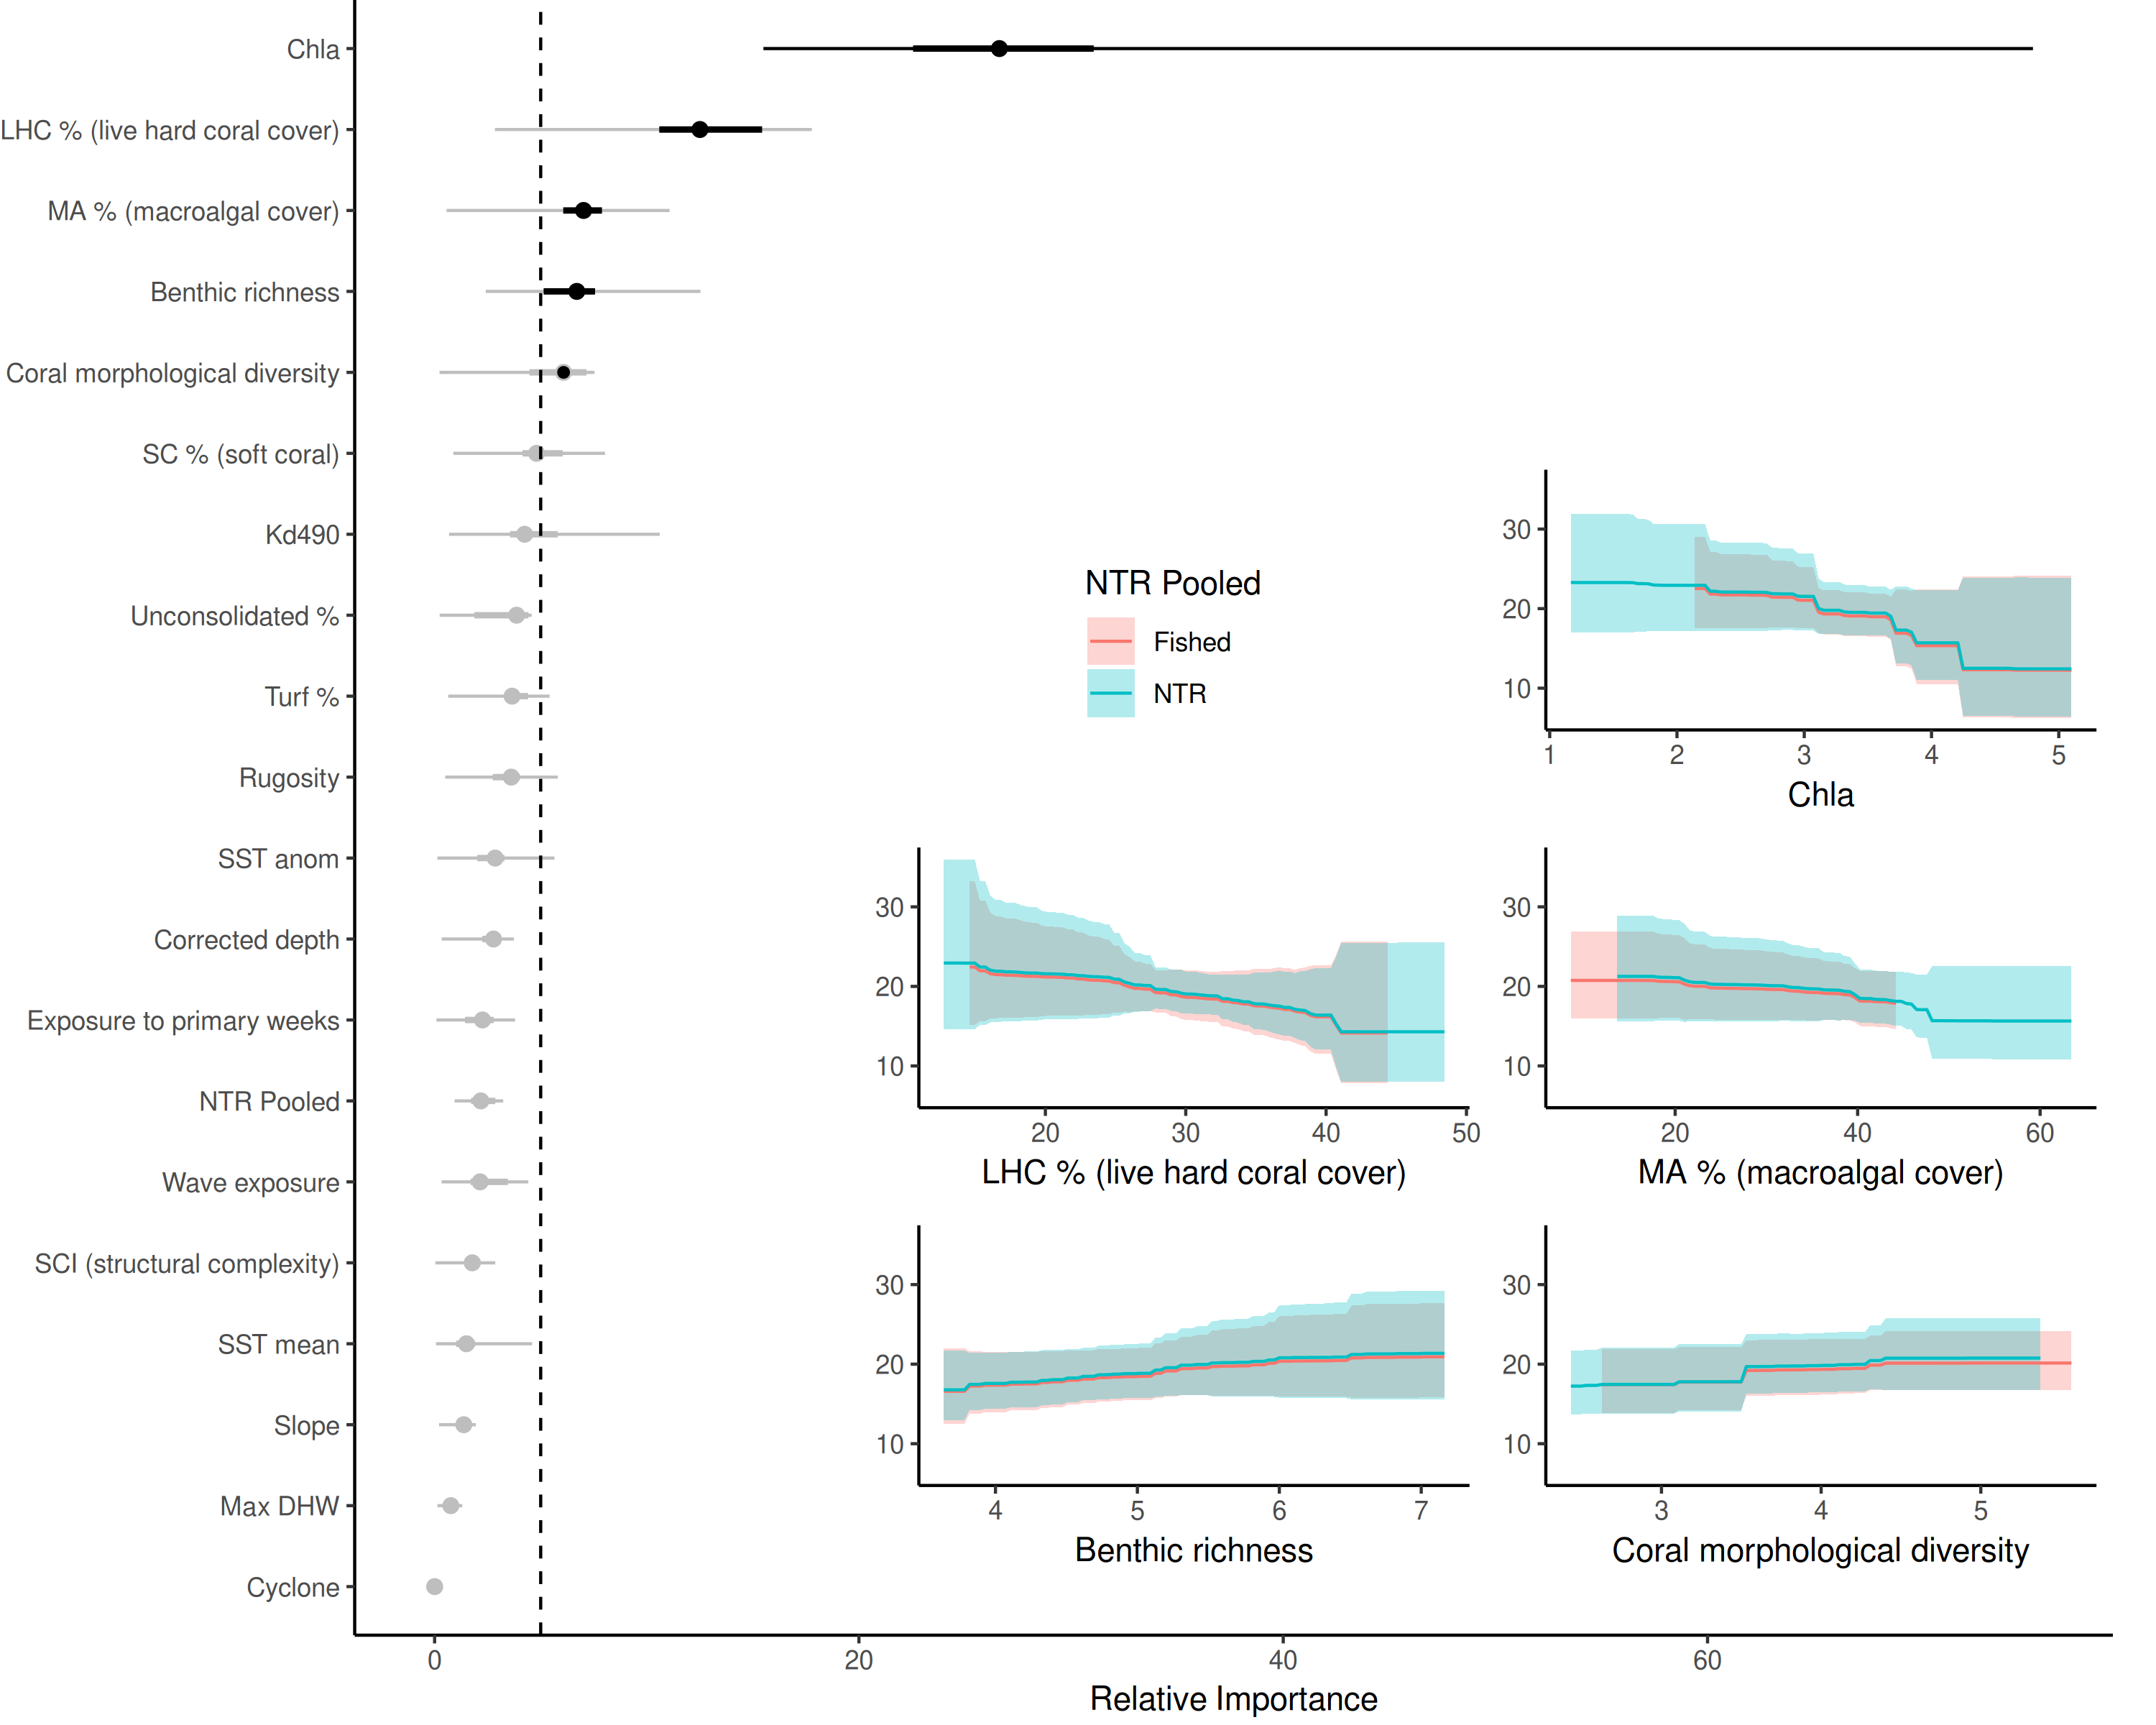 Chla
LHC % (live hard coral cover)
MA % (macroalgal cover)
Benthic richness
Coral morphological diversity
SC % (soft coral)
Kd490
Unconsolidated %
Turf %
Rugosity
SST anom
Corrected depth
Exposure to primary weeks
NTR Pooled
Wave exposure
SCI (structural complexity)
SST mean
Slope
Max DHW
Cyclone
0 20 40 60
Relative Importance
NTR Pooled
Fished
NTR
30
20
10
1 2 3 4 5
Chla
30
20
10
20 30 40 50
LHC % (live hard coral cover)
30
20
10
20 40 60
MA % (macroalgal cover)
30
20
10
4 5 6 7
Benthic richness
30
20
10
3 4 5
Coral morphological diversity